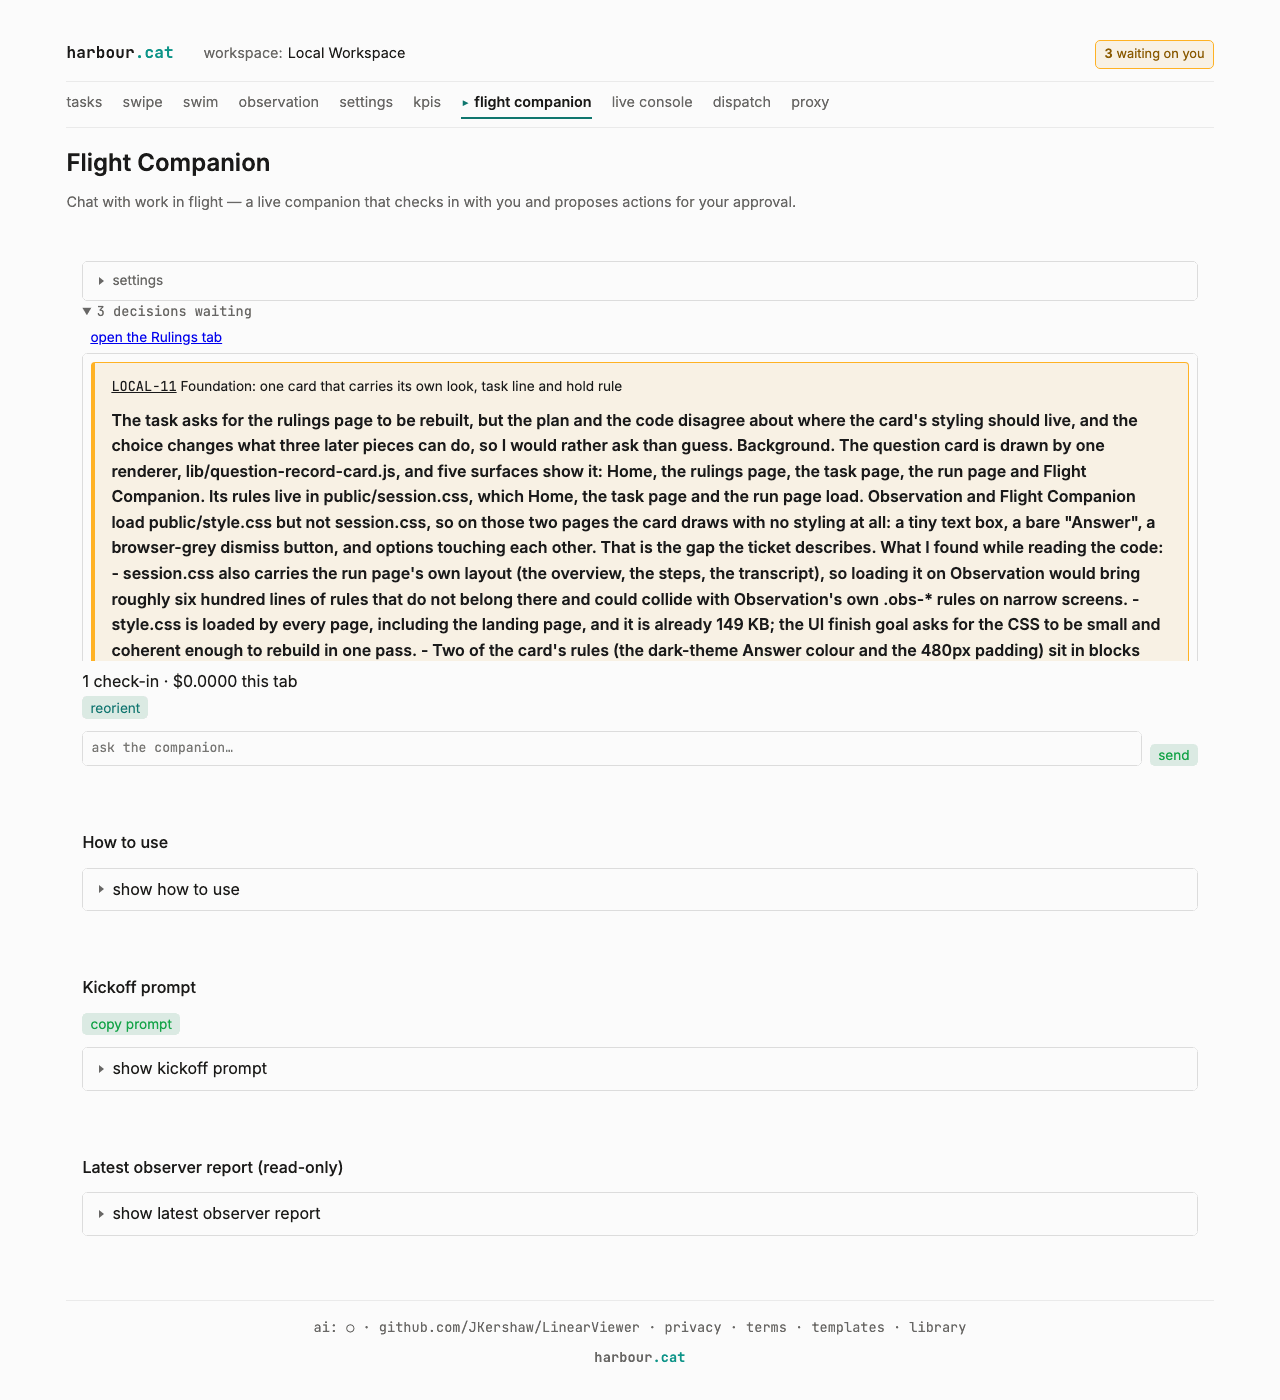 harbour.cat
workspace: Local Workspace
3 waiting on you
tasks swipe swim observation settings kpis ▸ flight companion live console dispatch proxy
Flight Companion
Chat with work in flight — a live companion that checks in with you and proposes actions for your approval.
▸ settings
▼ 3 decisions waiting
open the Rulings tab
LOCAL-11 Foundation: one card that carries its own look, task line and hold rule
The task asks for the rulings page to be rebuilt, but the plan and the code disagree about where the card's styling should live, and the
choice changes what three later pieces can do, so I would rather ask than guess. Background. The question card is drawn by one
renderer, lib/question-record-card.js, and five surfaces show it: Home, the rulings page, the task page, the run page and Flight
Companion. Its rules live in public/session.css, which Home, the task page and the run page load. Observation and Flight Companion
load public/style.css but not session.css, so on those two pages the card draws with no styling at all: a tiny text box, a bare "Answer", a
browser-grey dismiss button, and options touching each other. That is the gap the ticket describes. What I found while reading the code:
- session.css also carries the run page's own layout (the overview, the steps, the transcript), so loading it on Observation would bring
roughly six hundred lines of rules that do not belong there and could collide with Observation's own .obs-* rules on narrow screens. -
style.css is loaded by every page, including the landing page, and it is already 149 KB; the UI finish goal asks for the CSS to be small and
coherent enough to rebuild in one pass. - Two of the card's rules (the dark-theme Answer colour and the 480px padding) sit in blocks
1 check-in · $0.0000 this tab
reorient
ask the companion…
send
How to use
▸ show how to use
Kickoff prompt
copy prompt
▸ show kickoff prompt
Latest observer report (read-only)
▸ show latest observer report
ai: ○ · github.com/JKershaw/LinearViewer · privacy · terms · templates · library
harbour.cat